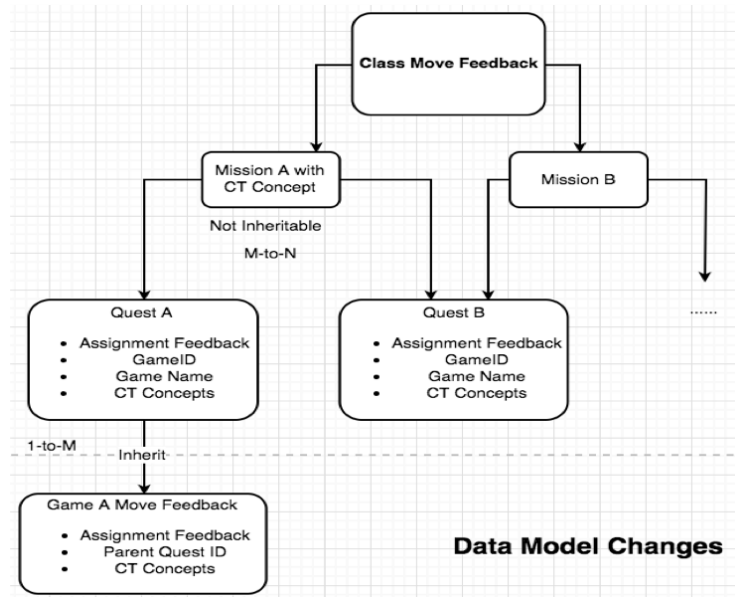 Class Move Feedback
Mission A with
CT Concept
Mission B
Not Inheritable
M-to-N
Quest A
• Assignment Feedback
• GameID
• Game Name
• CT Concepts
Quest B
• Assignment Feedback
• GameID
• Game Name
• CT Concepts
......
1-to-M
Inherit
Game A Move Feedback
• Assignment Feedback
• Parent Quest ID
• CT Concepts
Data Model Changes